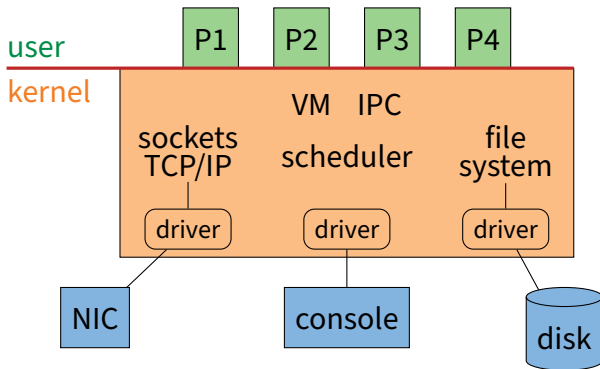 P1 P2 P3 P4
user
kernel
VM IPC
sockets
TCP/IP
scheduler
file
system
driver driver driver
NIC
console
disk